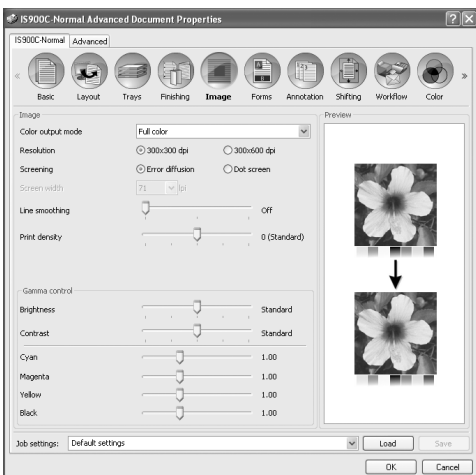 IS900C-Normal Advanced Document Properties
IS900C-Normal Advanced
« Basic Layout Trays Finishing Image Forms Annotation Shifting Workflow Color »
Image
Color output mode Full color
Resolution 300x300 dpi 300x600 dpi
Screening Error diffusion Dot screen
Screen width 71 lpi
Line smoothing Off
Print density 0 (Standard)
Gamma control
Brightness Standard
Contrast Standard
Cyan 1.00
Magenta 1.00
Yellow 1.00
Black 1.00
Preview
Job settings: Default settings Load Save
OK Cancel